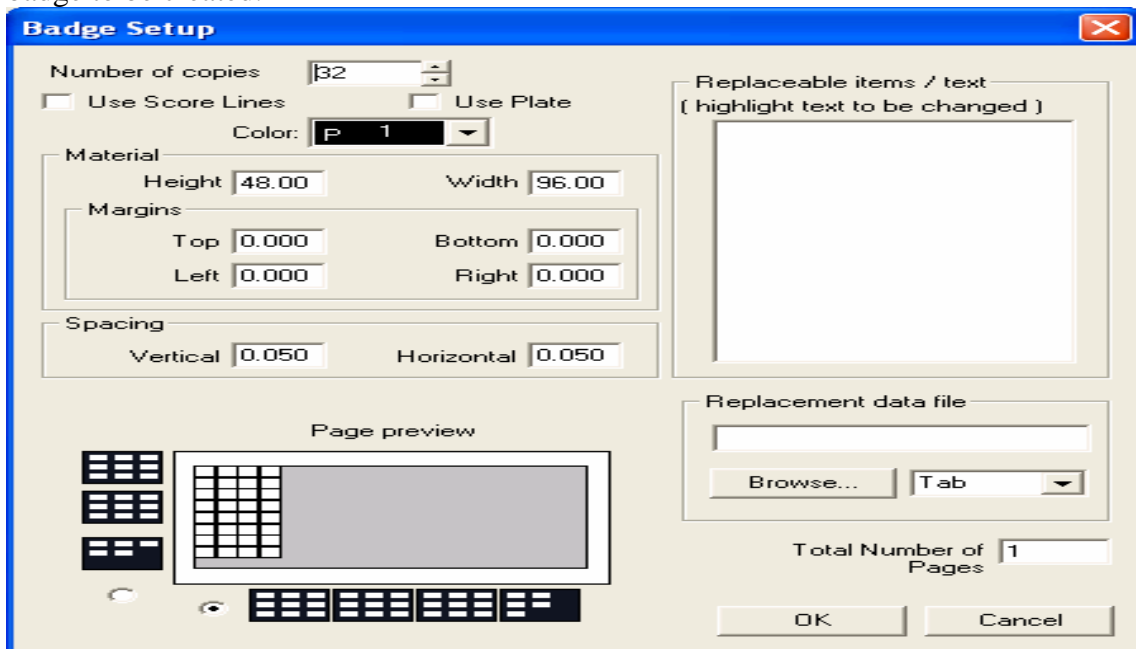 Badge Setup
Number of copies 32
Use Score Lines Use Plate
Color: P 1
Material
Height 48.00 Width 96.00
Margins
Top 0.000 Bottom 0.000
Left 0.000 Right 0.000
Spacing
Vertical 0.050 Horizontal 0.050
Page preview
Replaceable items / text
( highlight text to be changed )
Replacement data file
Browse... Tab
Total Number of 1
Pages
OK Cancel